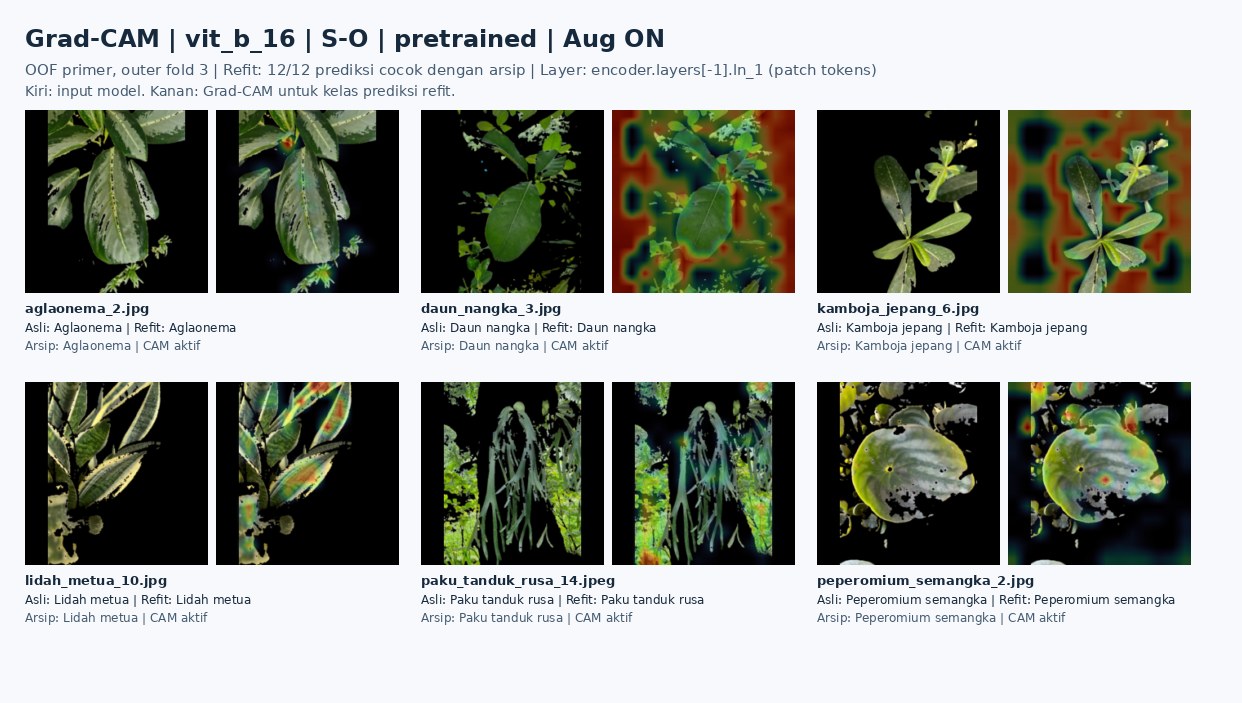 Grad-CAM | vit_b_16 | S-O | pretrained | Aug ON
OOF primer, outer fold 3 | Refit: 12/12 prediksi cocok dengan arsip | Layer: encoder.layers[-1].ln_1 (patch tokens)
Kiri: input model. Kanan: Grad-CAM untuk kelas prediksi refit.
aglaonema_2.jpg
Asli: Aglaonema | Refit: Aglaonema
Arsip: Aglaonema | CAM aktif
daun_nangka_3.jpg
Asli: Daun nangka | Refit: Daun nangka
Arsip: Daun nangka | CAM aktif
kamboja_jepang_6.jpg
Asli: Kamboja jepang | Refit: Kamboja jepang
Arsip: Kamboja jepang | CAM aktif
lidah_metua_10.jpg
Asli: Lidah metua | Refit: Lidah metua
Arsip: Lidah metua | CAM aktif
paku_tanduk_rusa_14.jpeg
Asli: Paku tanduk rusa | Refit: Paku tanduk rusa
Arsip: Paku tanduk rusa | CAM aktif
peperomium_semangka_2.jpg
Asli: Peperomium semangka | Refit: Peperomium semangka
Arsip: Peperomium semangka | CAM aktif